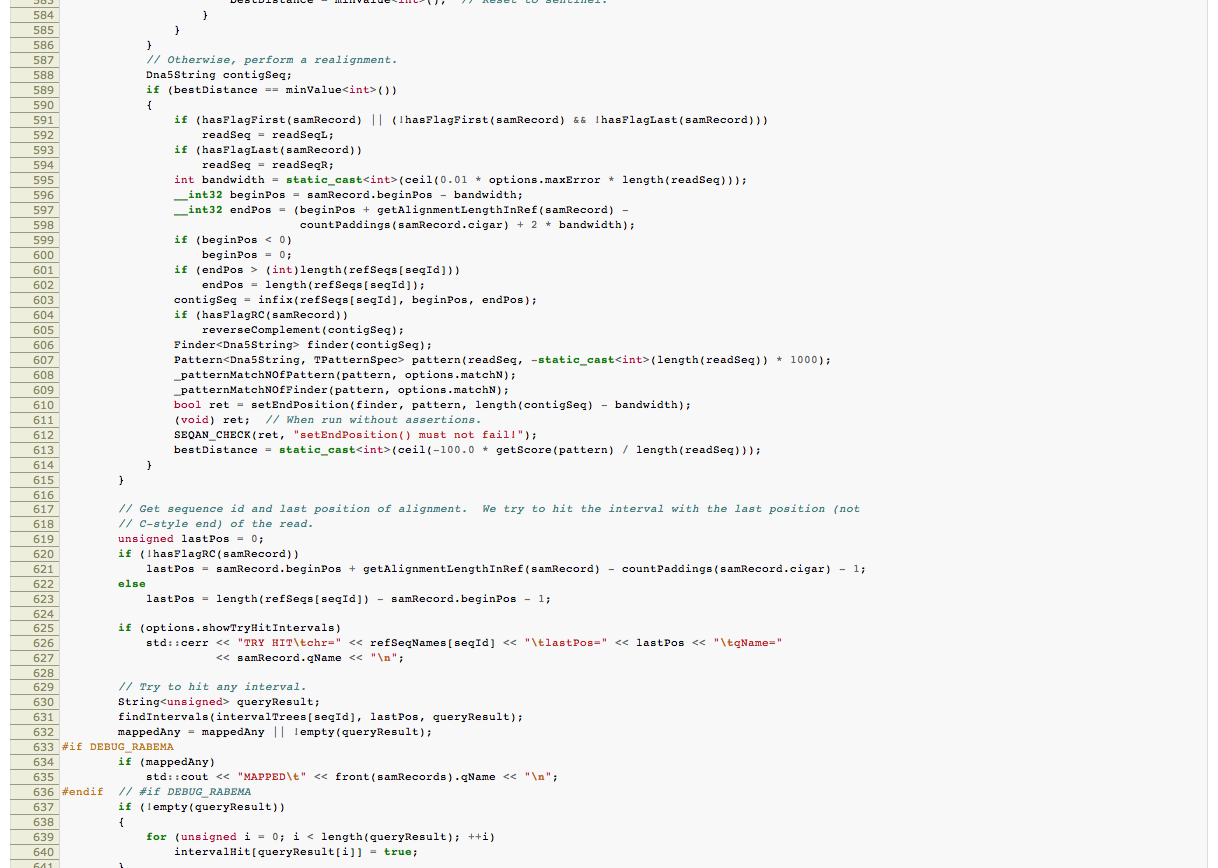 583 bestDistance = minValue<int>(); // Reset to sentinel.
584 }
585 }
586 }
587 // Otherwise, perform a realignment.
588 Dna5String contigSeq;
589 if (bestDistance == minValue<int>())
590 {
591 if (hasFlagFirst(samRecord) || (!hasFlagFirst(samRecord) && !hasFlagLast(samRecord)))
592 readSeq = readSeqL;
593 if (hasFlagLast(samRecord))
594 readSeq = readSeqR;
595 int bandwidth = static_cast<int>(ceil(0.01 * options.maxError * length(readSeq)));
596 __int32 beginPos = samRecord.beginPos - bandwidth;
597 __int32 endPos = (beginPos + getAlignmentLengthInRef(samRecord) -
598 countPaddings(samRecord.cigar) + 2 * bandwidth);
599 if (beginPos < 0)
600 beginPos = 0;
601 if (endPos > (int)length(refSeqs[seqId]))
602 endPos = length(refSeqs[seqId]);
603 contigSeq = infix(refSeqs[seqId], beginPos, endPos);
604 if (hasFlagRC(samRecord))
605 reverseComplement(contigSeq);
606 Finder<Dna5String> finder(contigSeq);
607 Pattern<Dna5String, TPatternSpec> pattern(readSeq, -static_cast<int>(length(readSeq)) * 1000);
608 _patternMatchNOfPattern(pattern, options.matchN);
609 _patternMatchNOfFinder(pattern, options.matchN);
610 bool ret = setEndPosition(finder, pattern, length(contigSeq) - bandwidth);
611 (void) ret; // When run without assertions.
612 SEQAN_CHECK(ret, "setEndPosition() must not fail!");
613 bestDistance = static_cast<int>(ceil(-100.0 * getScore(pattern) / length(readSeq)));
614 }
615 }
616
617 // Get sequence id and last position of alignment. We try to hit the interval with the last position (not
618 // C-style end) of the read.
619 unsigned lastPos = 0;
620 if (!hasFlagRC(samRecord))
621 lastPos = samRecord.beginPos + getAlignmentLengthInRef(samRecord) - countPaddings(samRecord.cigar) - 1;
622 else
623 lastPos = length(refSeqs[seqId]) - samRecord.beginPos - 1;
624
625 if (options.showTryHitIntervals)
626 std::cerr << "TRY HIT\tchr=" << refSeqNames[seqId] << "\tlastPos=" << lastPos << "\tqName="
627 << samRecord.qName << "\n";
628
629 // Try to hit any interval.
630 String<unsigned> queryResult;
631 findIntervals(intervalTrees[seqId], lastPos, queryResult);
632 mappedAny = mappedAny || !empty(queryResult);
633 #if DEBUG_RABEMA
634 if (mappedAny)
635 std::cout << "MAPPED\t" << front(samRecords).qName << "\n";
636 #endif // #if DEBUG_RABEMA
637 if (!empty(queryResult))
638 {
639 for (unsigned i = 0; i < length(queryResult); ++i)
640 intervalHit[queryResult[i]] = true;
641 }